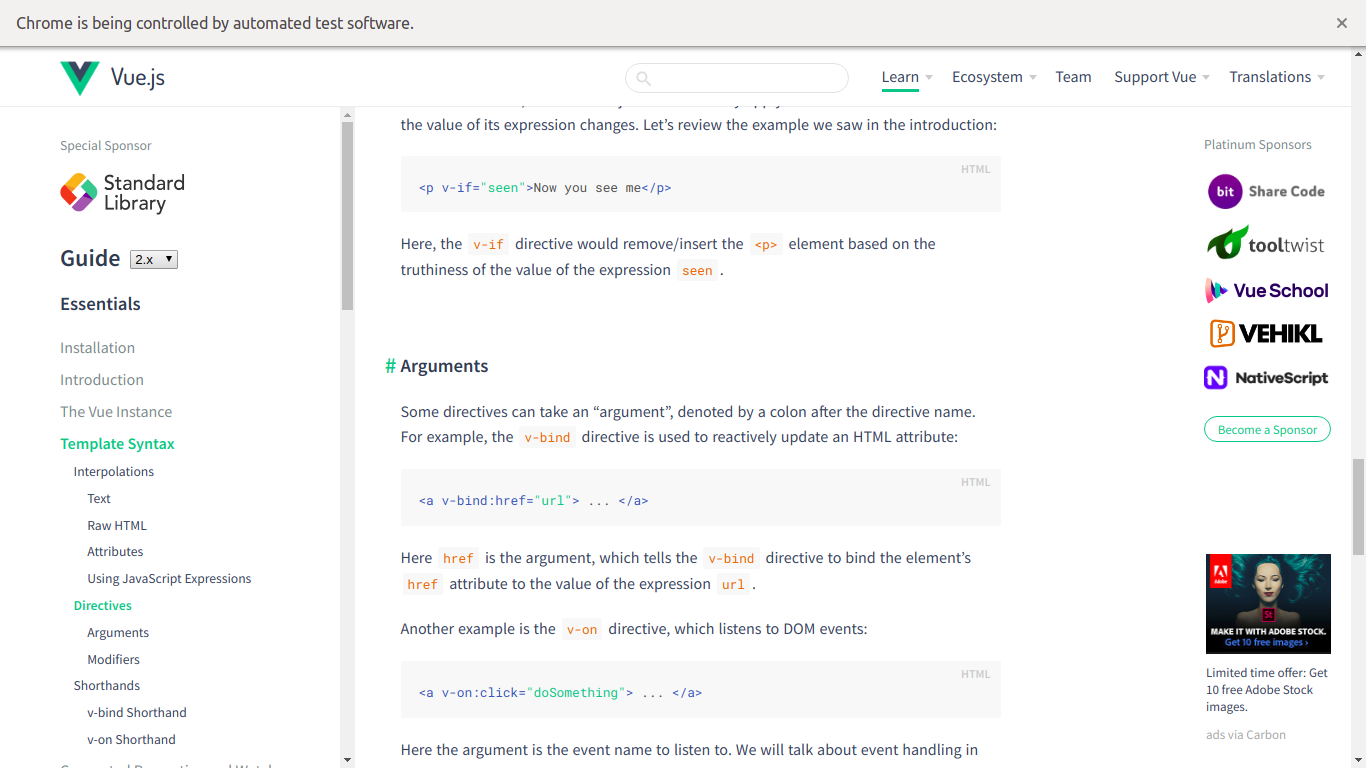 Chrome is being controlled by automated test software.
Vue.js
Learn
Ecosystem
Team
Support Vue
Translations
Special Sponsor
Standard
Library
Guide
2.x
Essentials
Installation
Introduction
The Vue Instance
Template Syntax
Interpolations
Text
Raw HTML
Attributes
Using JavaScript Expressions
Directives
Arguments
Modifiers
Shorthands
v-bind Shorthand
v-on Shorthand
the value of its expression changes. Let’s review the example we saw in the introduction:
HTML
<p v-if="seen">Now you see me</p>
Here, the v-if directive would remove/insert the <p> element based on the
truthiness of the value of the expression seen .
# Arguments
Some directives can take an “argument”, denoted by a colon after the directive name.
For example, the v-bind directive is used to reactively update an HTML attribute:
HTML
<a v-bind:href="url"> ... </a>
Here href is the argument, which tells the v-bind directive to bind the element’s
href attribute to the value of the expression url .
Another example is the v-on directive, which listens to DOM events:
HTML
<a v-on:click="doSomething"> ... </a>
Here the argument is the event name to listen to. We will talk about event handling in
Platinum Sponsors
bit Share Code
tooltwist
Vue School
VEHIKL
NativeScript
Become a Sponsor
Adobe
St
MAKE IT WITH ADOBE STOCK.
Get 10 free images ›
Limited time offer: Get
10 free Adobe Stock
images.
ads via Carbon